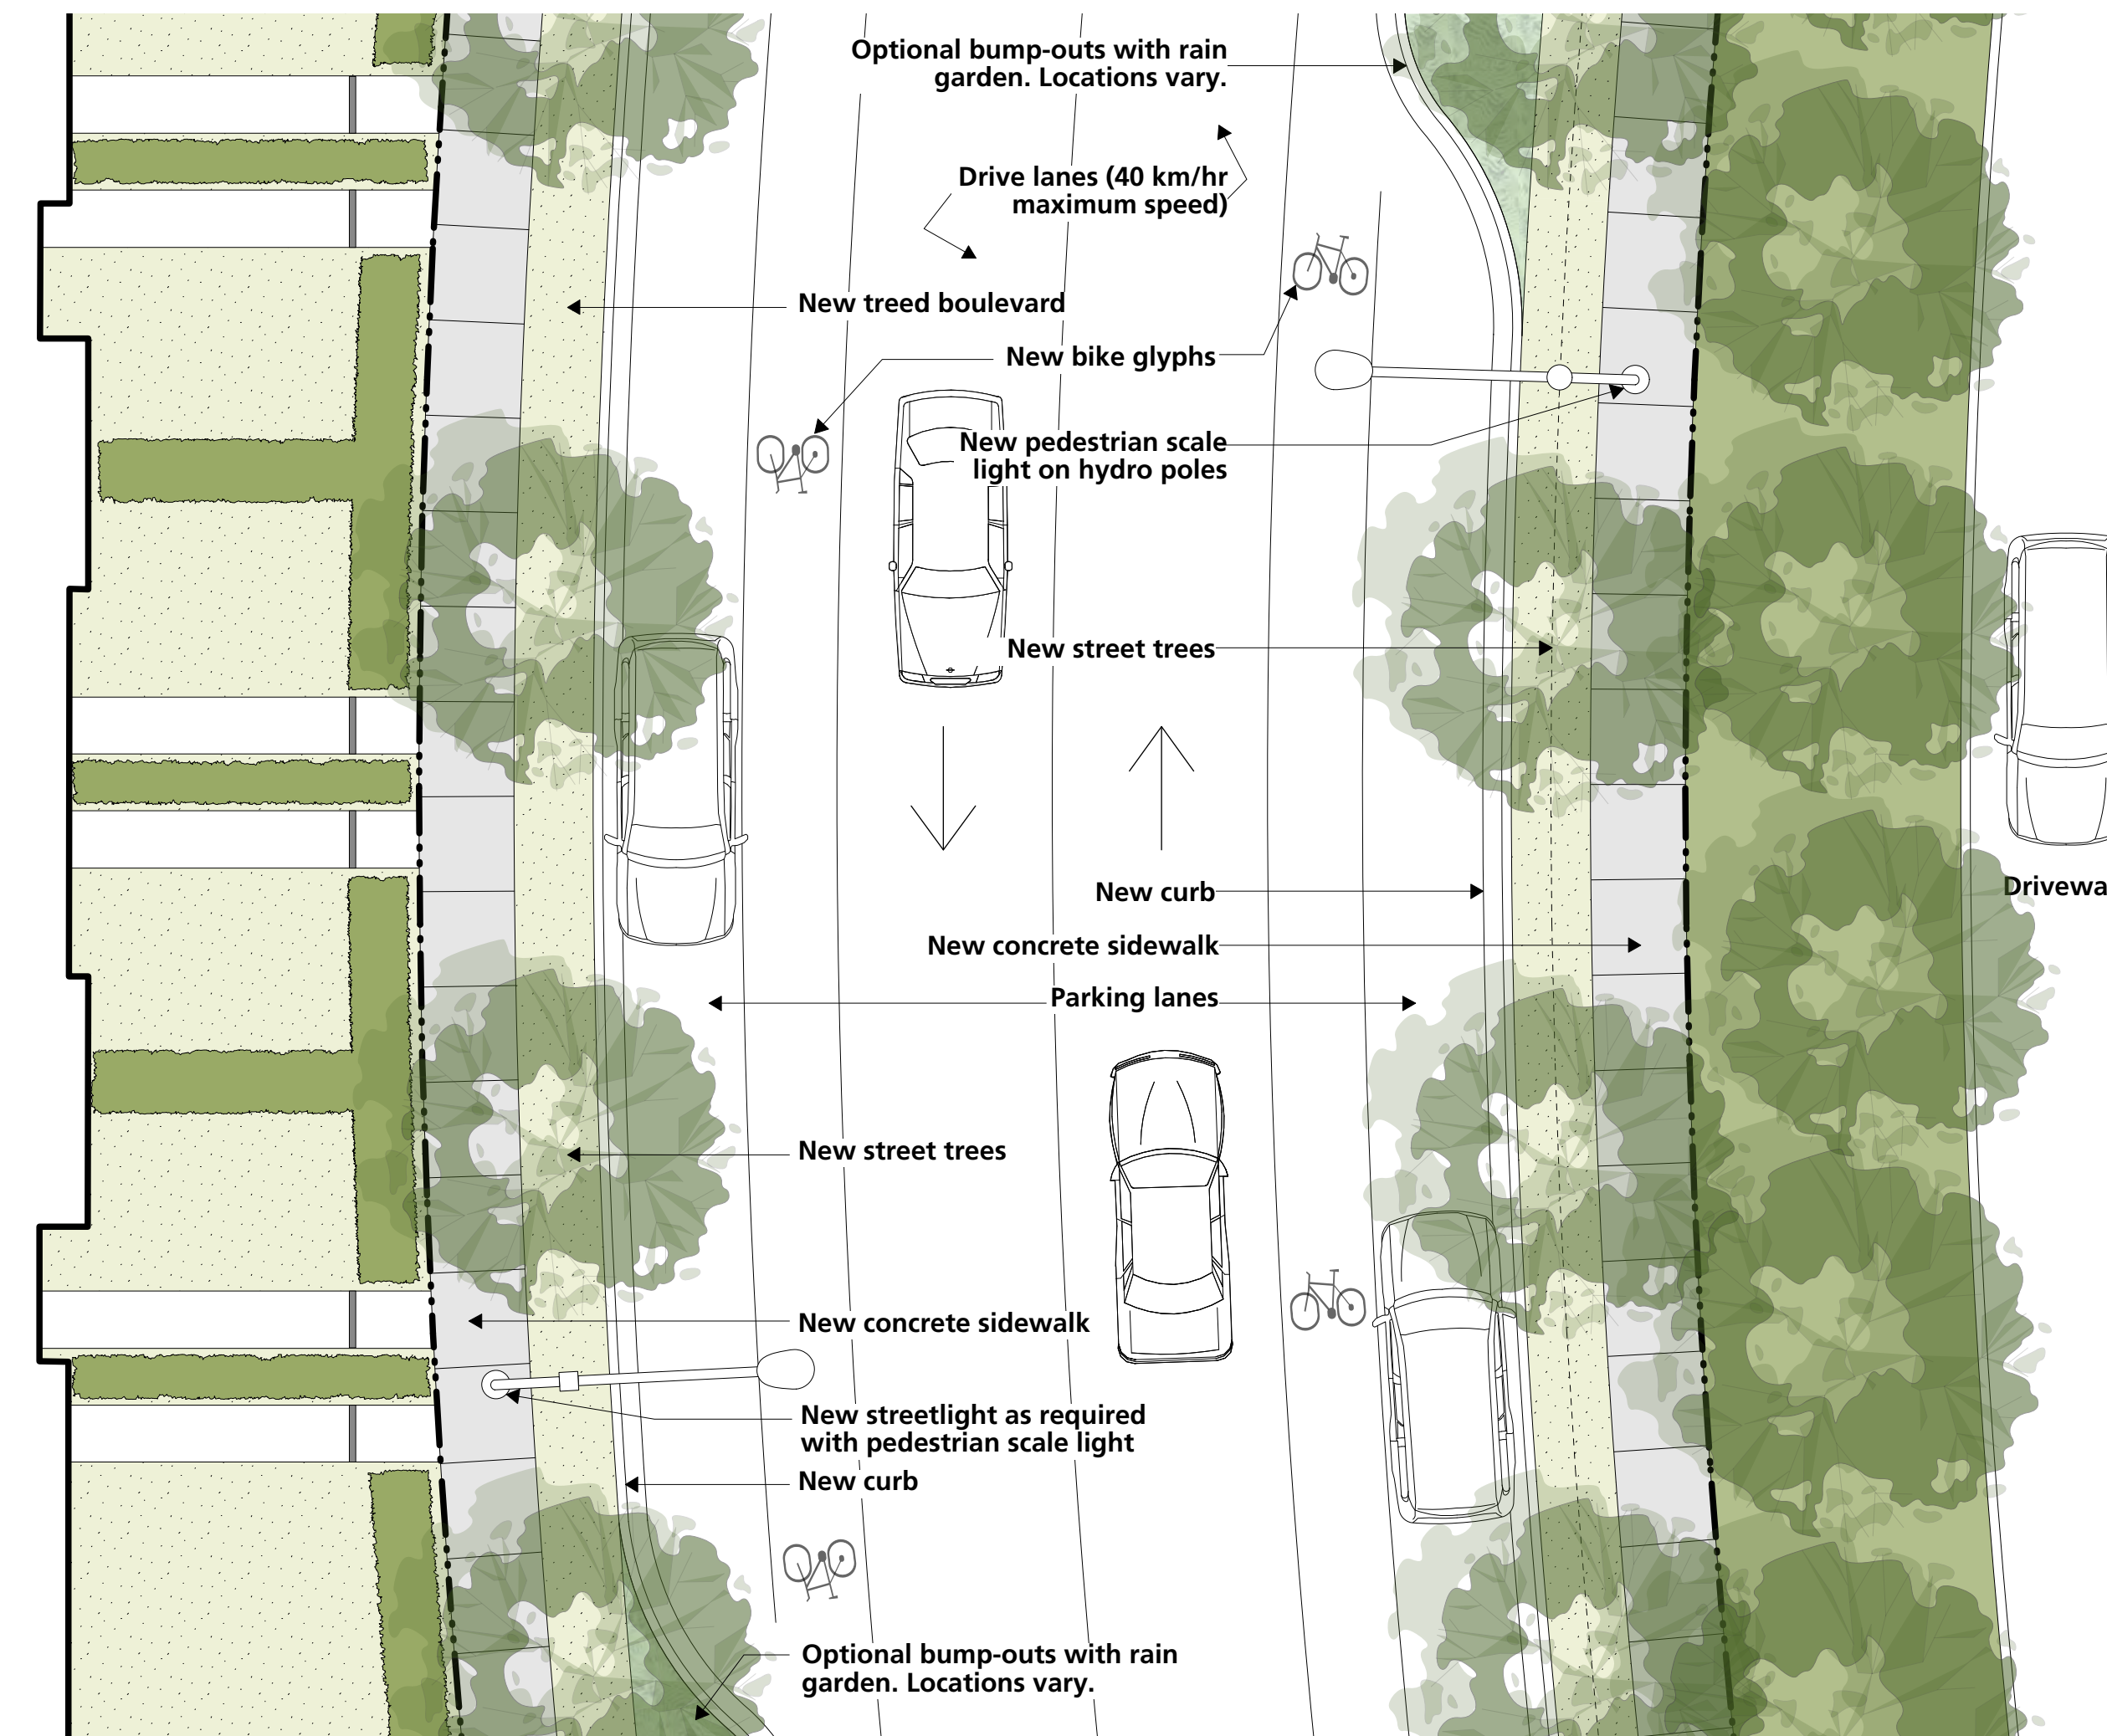 Optional bump-outs with rain
garden. Locations vary.
Drive lanes (40 km/hr
maximum speed)
New treed boulevard
New bike glyphs
New pedestrian scale
light on hydro poles
New street trees
Drivewa
New curb
New concrete sidewalk
Parking lanes
New street trees
New concrete sidewalk
New streetlight as required
with pedestrian scale light
New curb
Optional bump-outs with rain
garden. Locations vary.